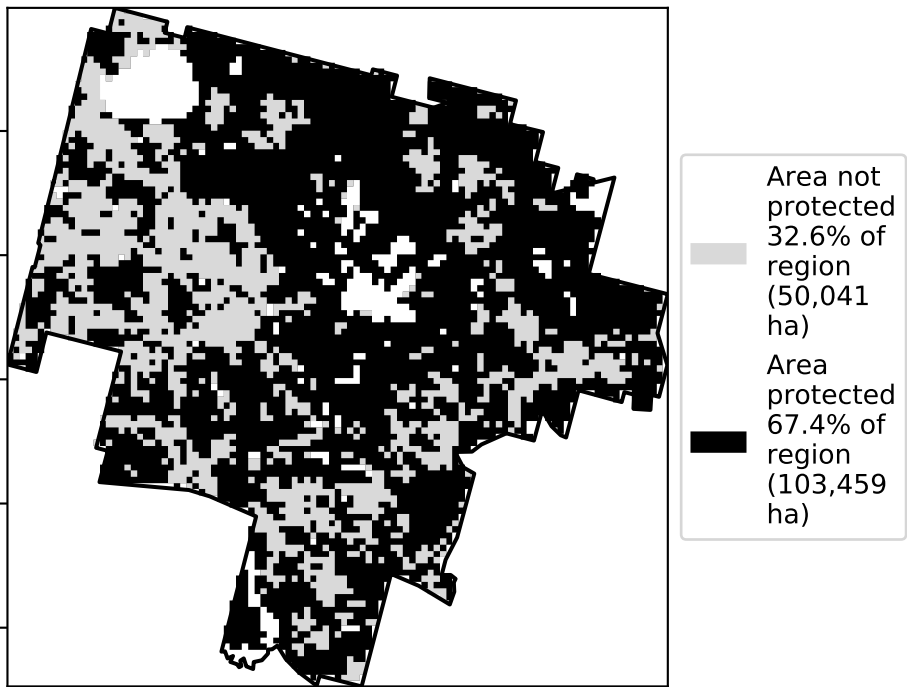 Area not
protected
32.6% of
region
(50,041
ha)
Area
protected
67.4% of
region
(103,459
ha)